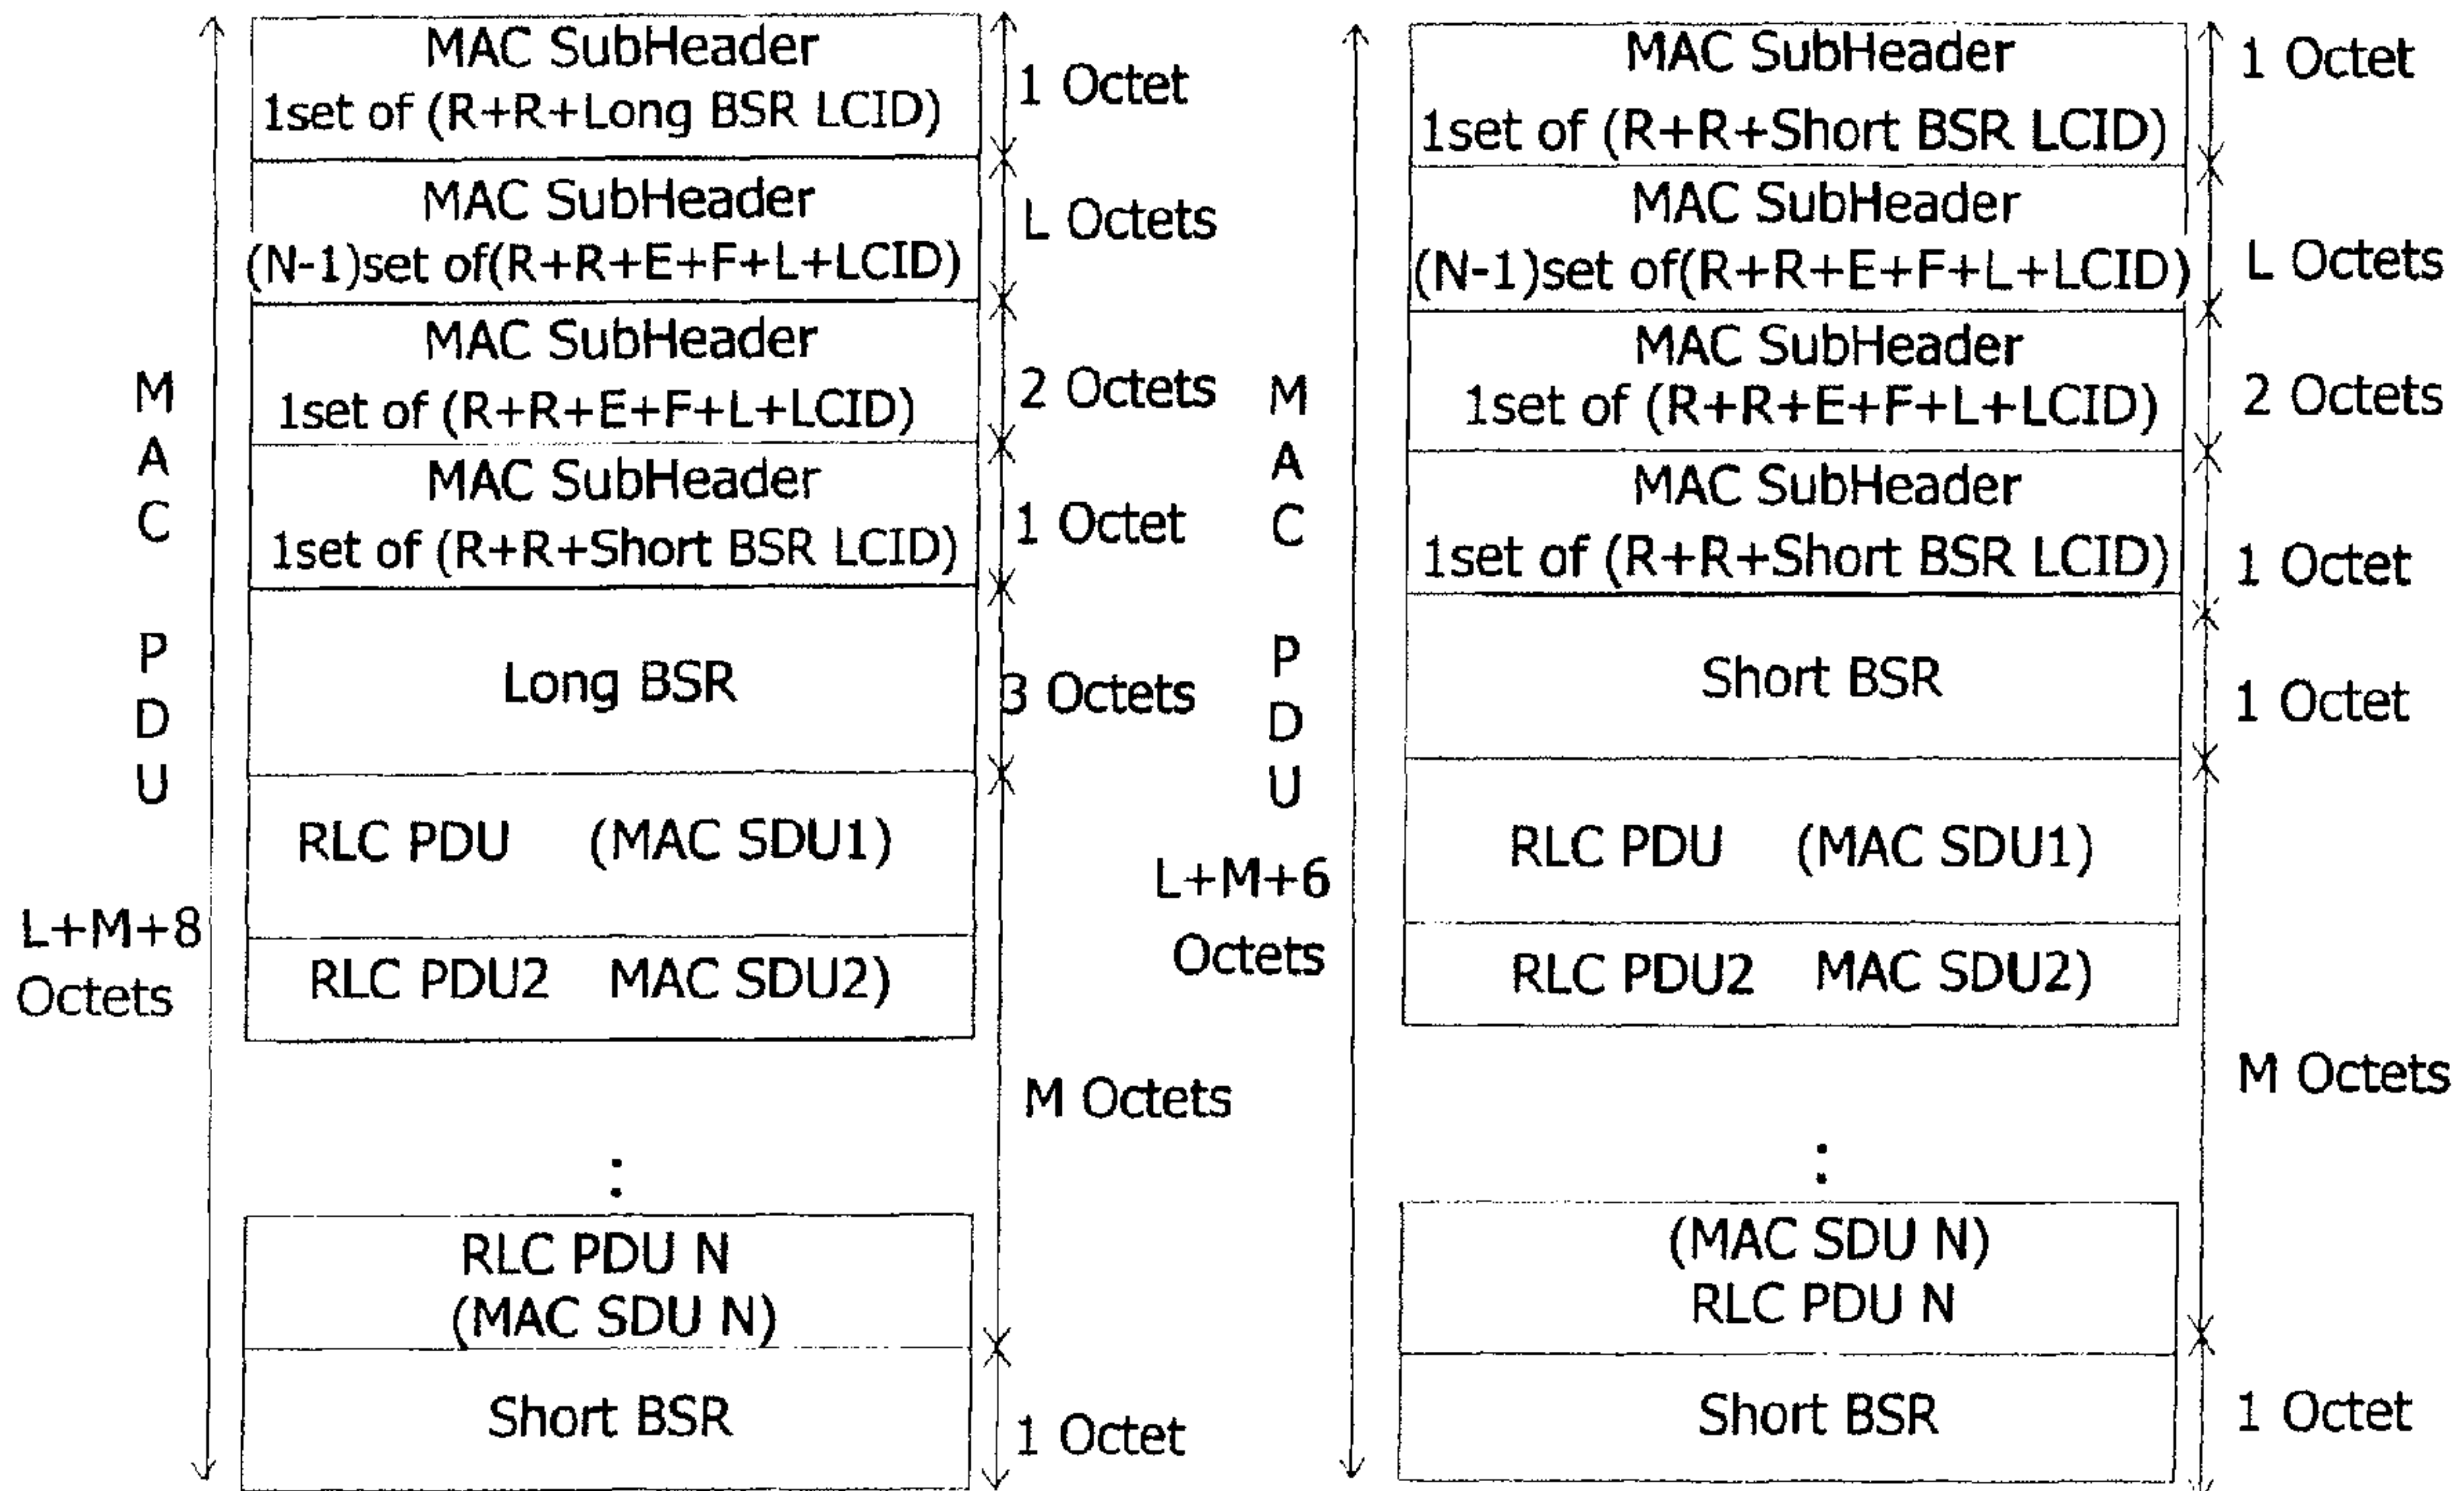 MAC SubHeader
1set of (R+R+Long BSR LCID)
1 Octet
MAC SubHeader
(N-1)set of(R+R+E+F+L+LCID)
L Octets
MAC SubHeader
1set of (R+R+E+F+L+LCID)
2 Octets
MAC SubHeader
1set of (R+R+Short BSR LCID)
1 Octet
Long BSR
3 Octets
RLC PDU (MAC SDU1)
RLC PDU2 MAC SDU2)
:
M Octets
RLC PDU N
(MAC SDU N)
Short BSR
1 Octet
M
A
C
P
D
U
L+M+8
Octets
MAC SubHeader
1set of (R+R+Short BSR LCID)
1 Octet
MAC SubHeader
(N-1)set of(R+R+E+F+L+LCID)
L Octets
MAC SubHeader
1set of (R+R+E+F+L+LCID)
2 Octets
MAC SubHeader
1set of (R+R+Short BSR LCID)
1 Octet
Short BSR
1 Octet
RLC PDU (MAC SDU1)
RLC PDU2 MAC SDU2)
:
M Octets
(MAC SDU N)
RLC PDU N
Short BSR
1 Octet
M
A
C
P
D
U
L+M+6
Octets